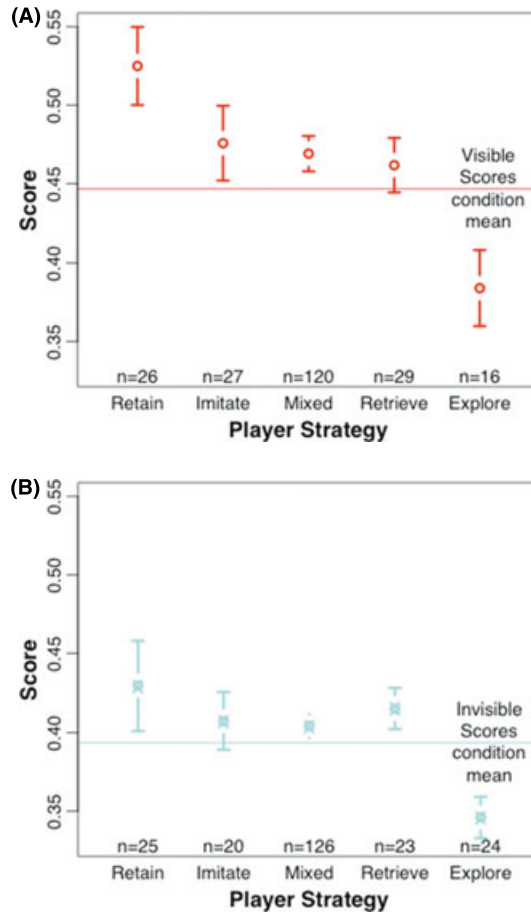 (A)
0.55
0.50
0.45
0.40
0.35
Score
Visible
Scores
condition
mean
n=26 n=27 n=120 n=29 n=16
Retain Imitate Mixed Retrieve Explore
Player Strategy
(B)
0.55
0.50
0.45
0.40
0.35
Score
Invisible
Scores
condition
mean
n=25 n=20 n=126 n=23 n=24
Retain Imitate Mixed Retrieve Explore
Player Strategy